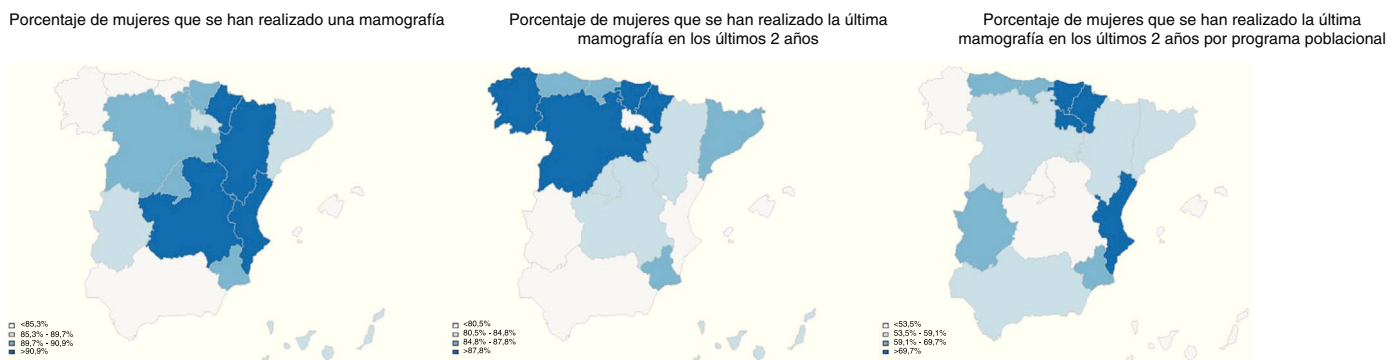 Porcentaje de mujeres que se han realizado una mamografía
Porcentaje de mujeres que se han realizado la última
mamografía en los últimos 2 años
Porcentaje de mujeres que se han realizado la última
mamografía en los últimos 2 años por programa poblacional
<85,3%
85,3% - 89,7%
89,7% - 90,9%
>90,9%
<80,5%
80,5% - 84,8%
84,8% - 87,8%
>87,8%
<53,5%
53,5% - 59,1%
59,1% - 69,7%
>69,7%